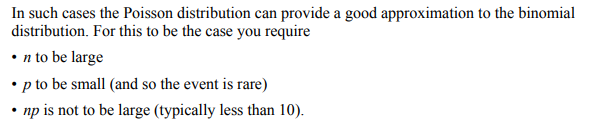 In such cases the Poisson distribution can provide a good approximation to the binomial
distribution. For this to be the case you require
• n to be large
• p to be small (and so the event is rare)
• np is not to be large (typically less than 10).